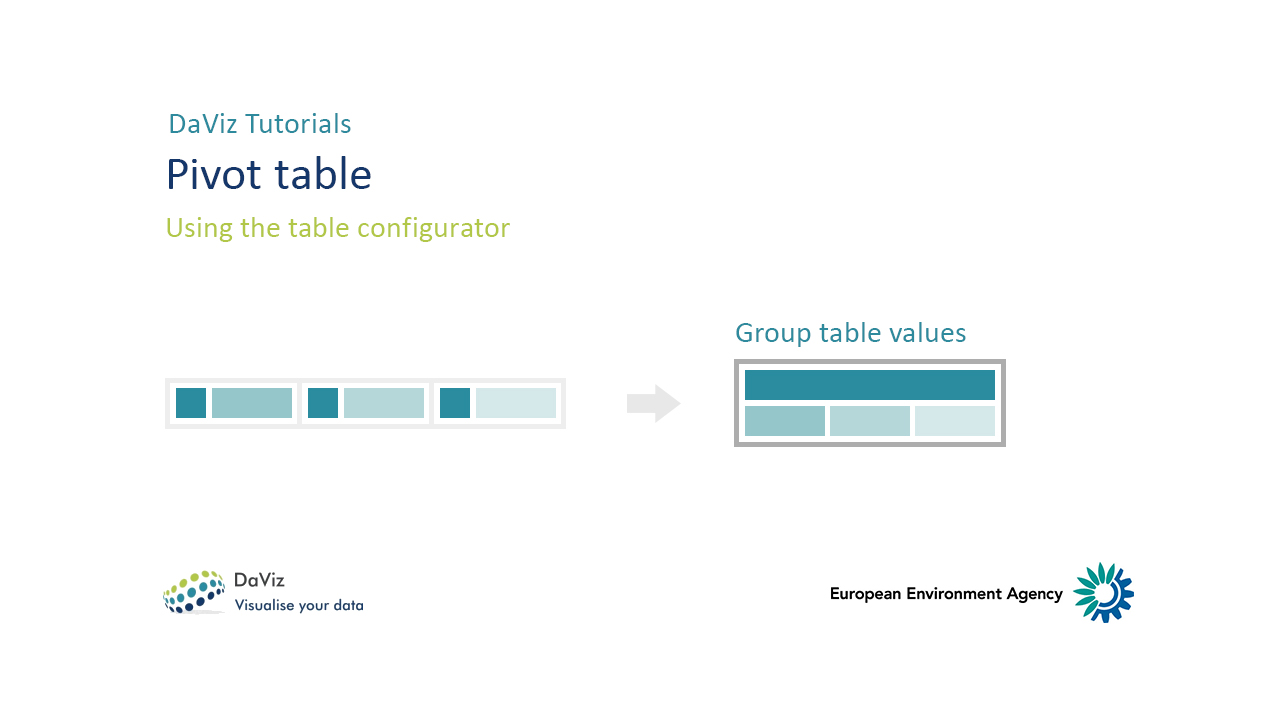 DaViz Tutorials
Pivot table
Using the table configurator
Group table values
DaViz
Visualise your data
European Environment Agency